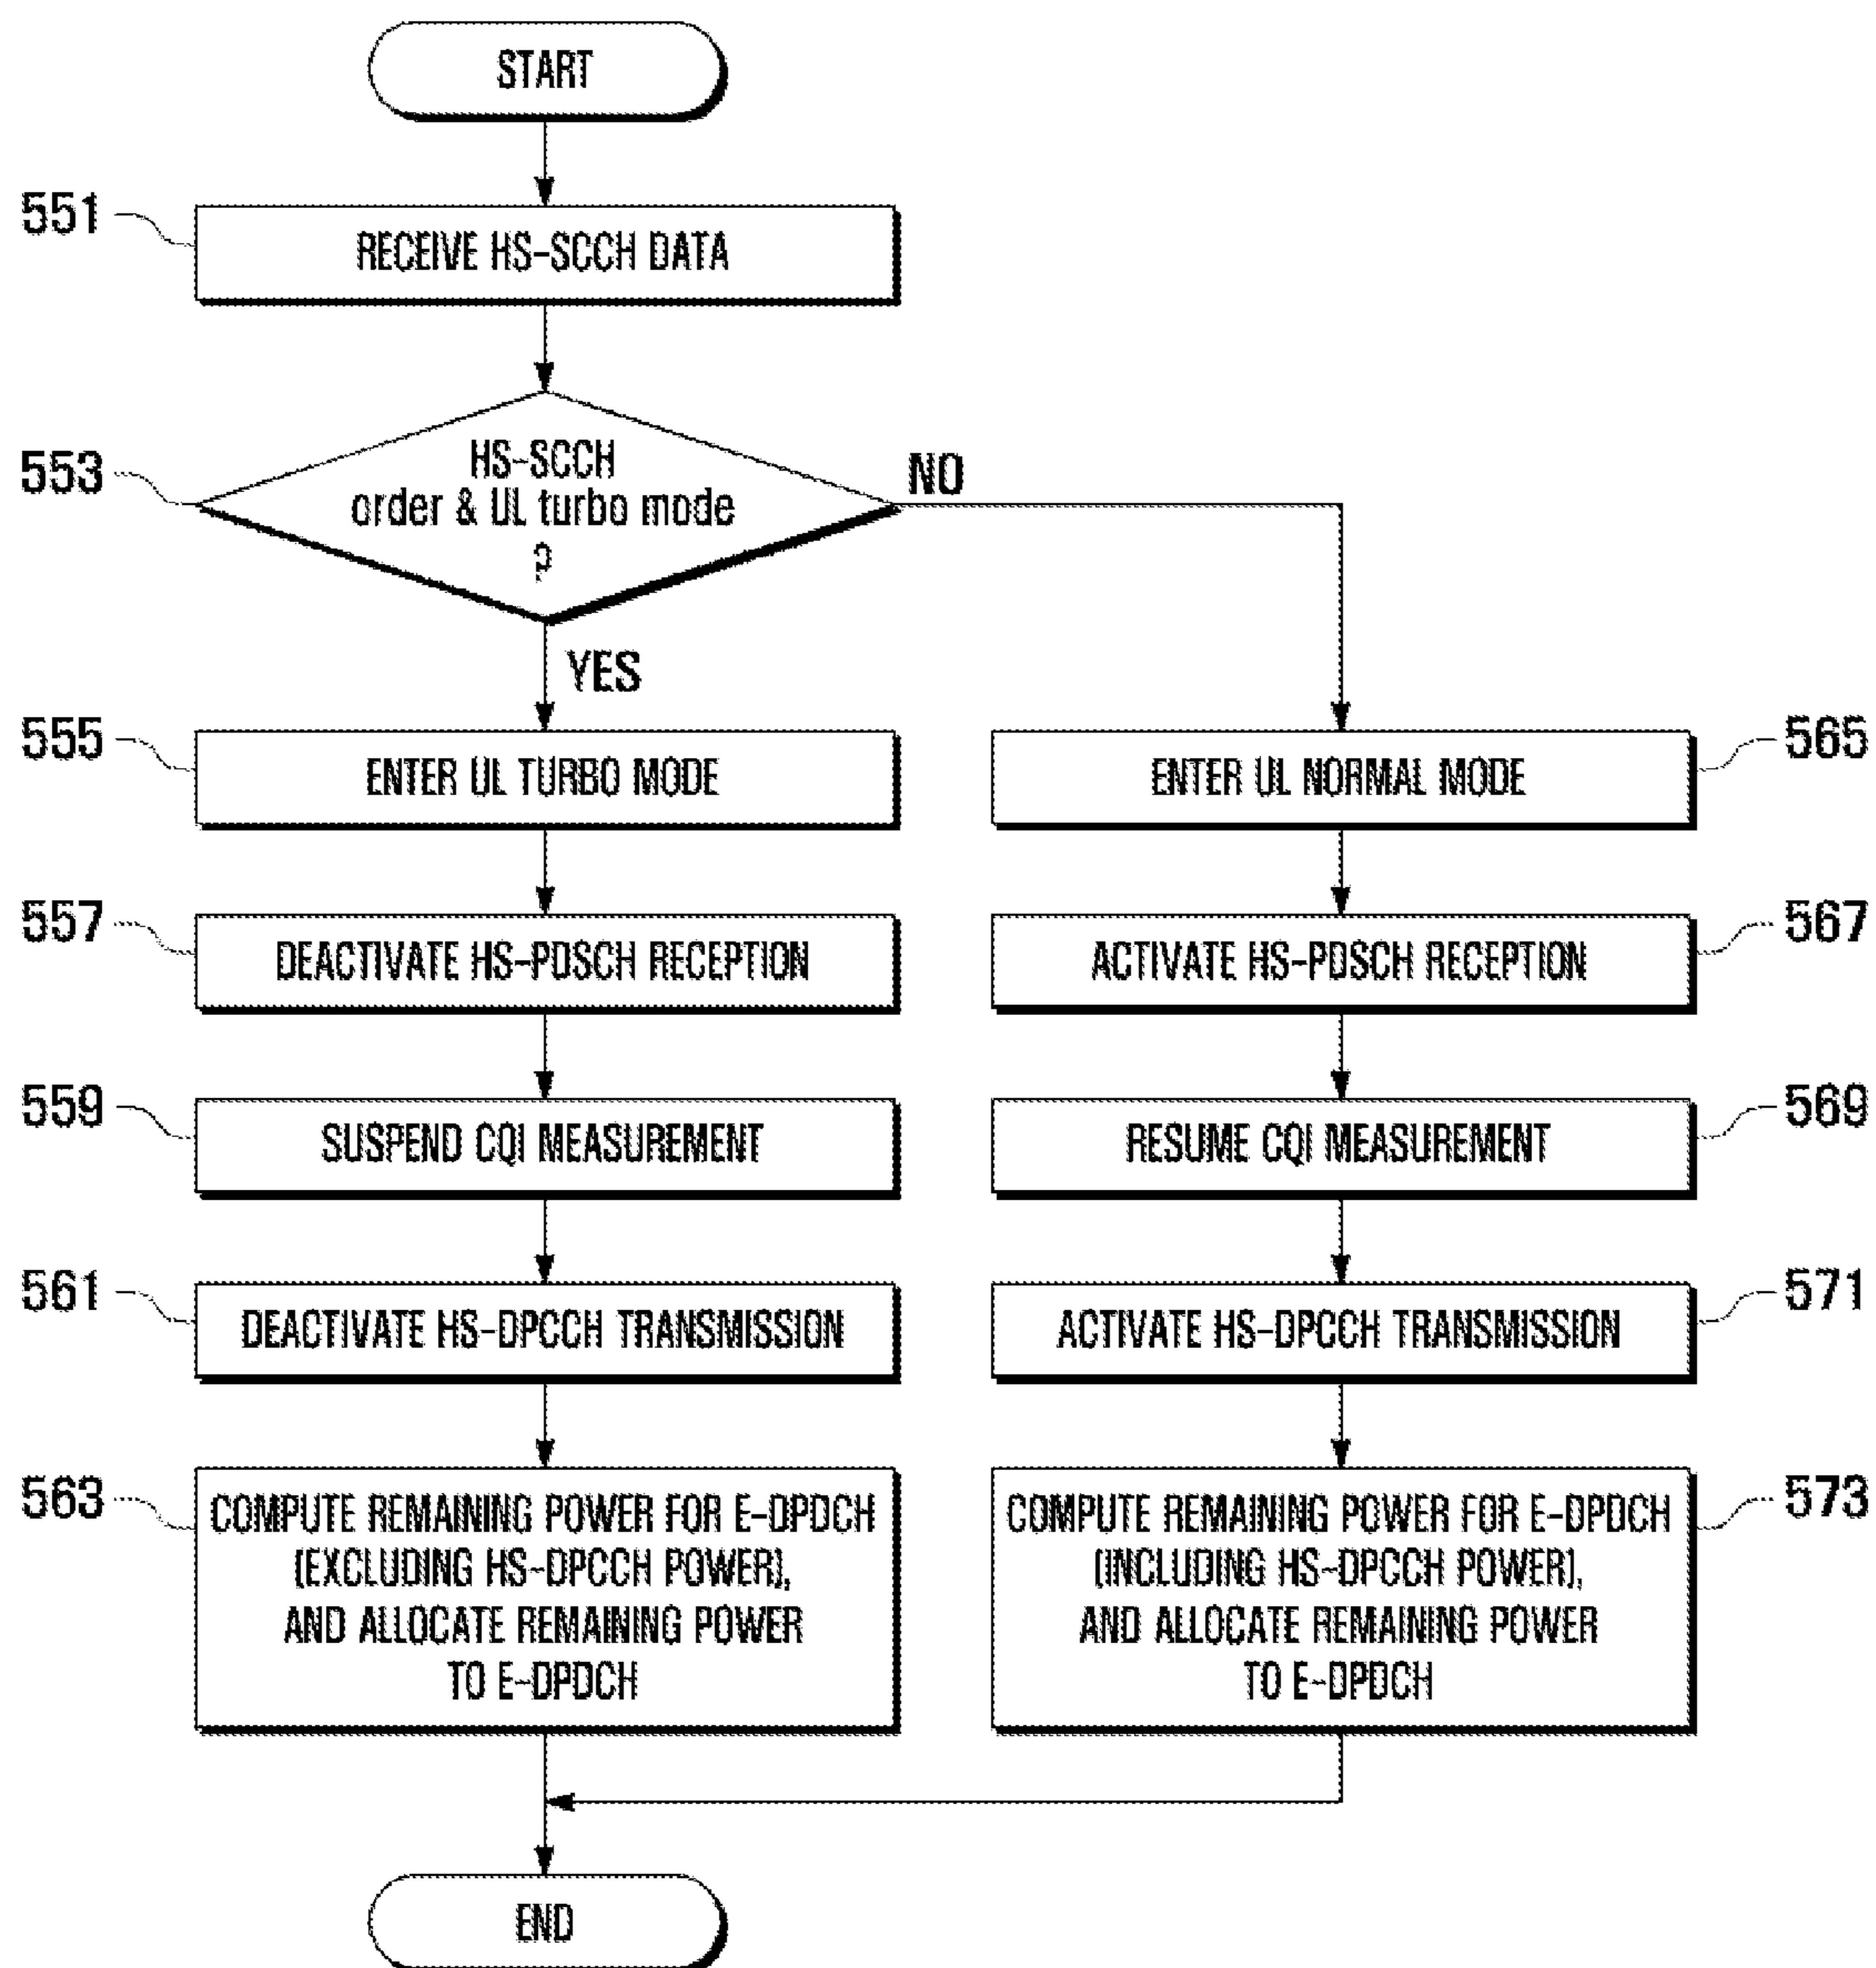 START
551
RECEIVE HS-SCCH DATA
553
HS-SCCH
order & UL turbo mode
?
NO
YES
555
ENTER UL TURBO MODE
ENTER UL NORMAL MODE
565
557
DEACTIVATE HS-PDSCH RECEPTION
ACTIVATE HS-PDSCH RECEPTION
567
559
SUSPEND CQI MEASUREMENT
RESUME CQI MEASUREMENT
569
561
DEACTIVATE HS-DPCCH TRANSMISSION
ACTIVATE HS-DPCCH TRANSMISSION
571
563
COMPUTE REMAINING POWER FOR E-DPDCH
(EXCLUDING HS-DPCCH POWER),
AND ALLOCATE REMAINING POWER
TO E-DPDCH
COMPUTE REMAINING POWER FOR E-DPDCH
(INCLUDING HS-DPCCH POWER),
AND ALLOCATE REMAINING POWER
TO E-DPDCH
573
END